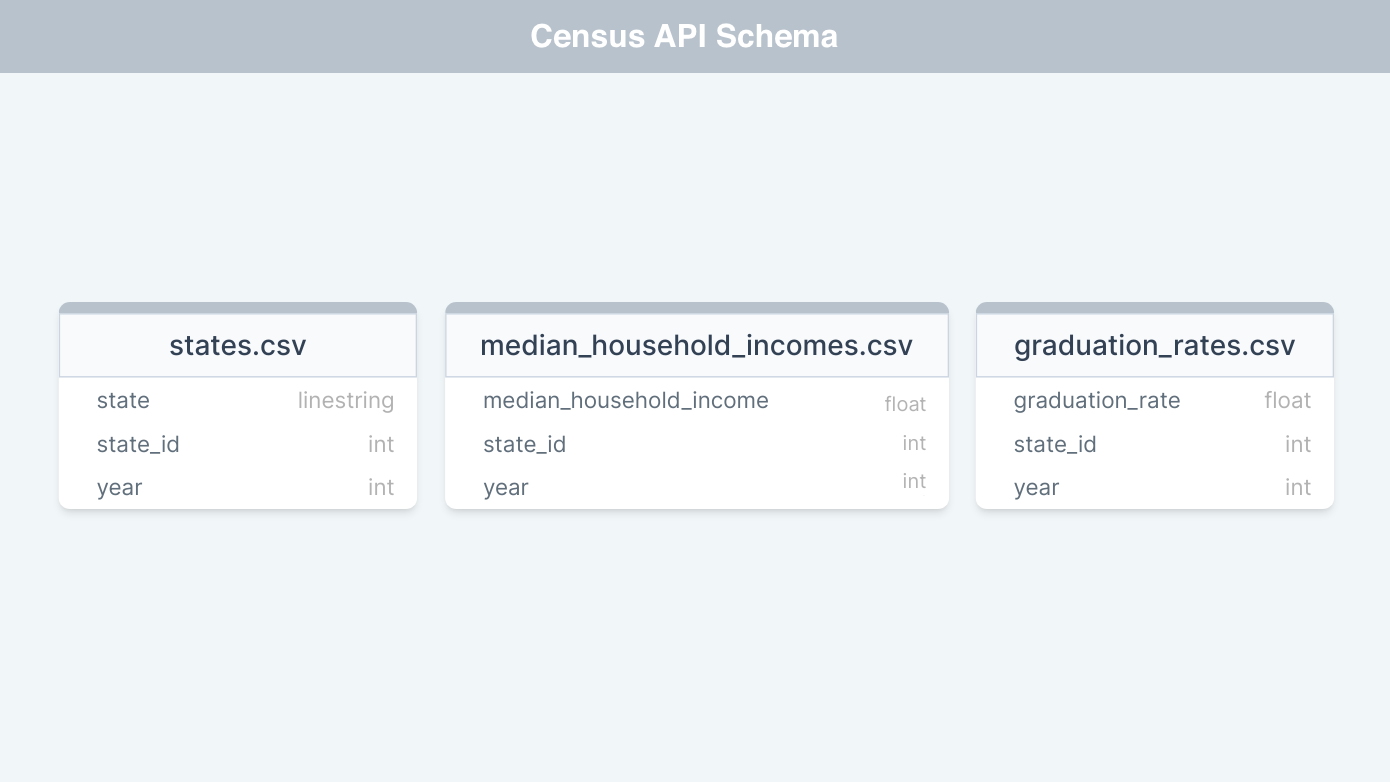 Census API Schema
states.csv
state linestring
state_id int
year int
median_household_incomes.csv
median_household_income float
state_id int
year int
graduation_rates.csv
graduation_rate float
state_id int
year int